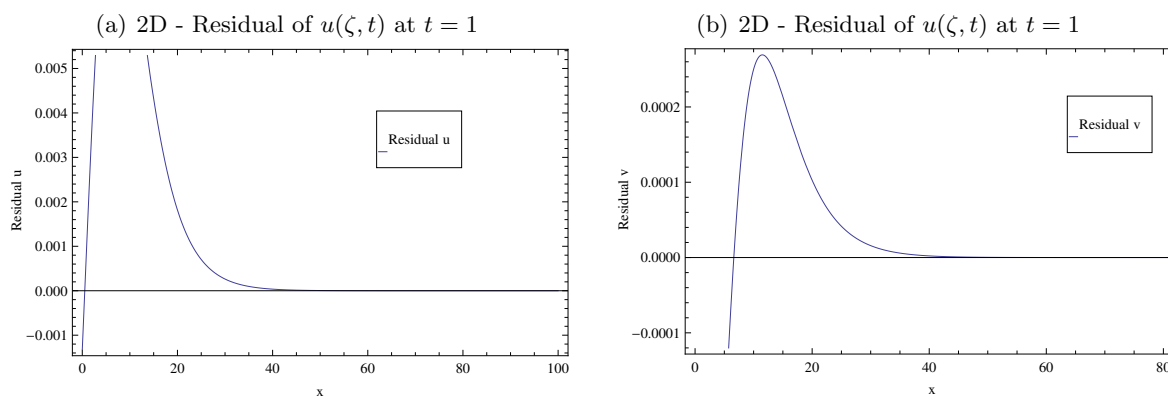 (a) 2D - Residual of u(ζ, t) at t = 1
0.005
0.004
0.003
0.002
0.001
0.000
−0.001
Residual u
Residual u
0
20
40
60
80
100
x
(b) 2D - Residual of u(ζ, t) at t = 1
0.0002
0.0001
0.0000
−0.0001
Residual v
Residual v
0
20
40
60
80
x